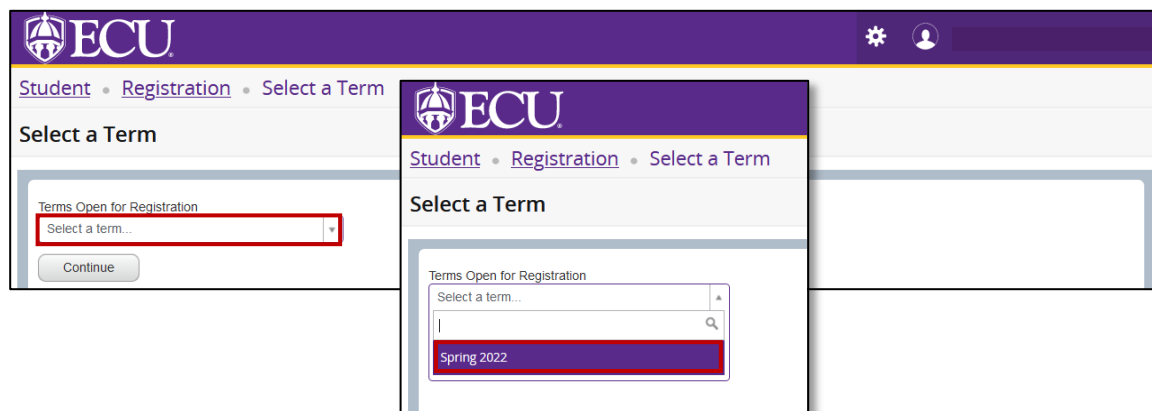 ECU
Student • Registration • Select a Term
Select a Term
Terms Open for Registration
Select a term...
Continue
ECU
Student • Registration • Select a Term
Select a Term
Terms Open for Registration
Select a term...
Spring 2022